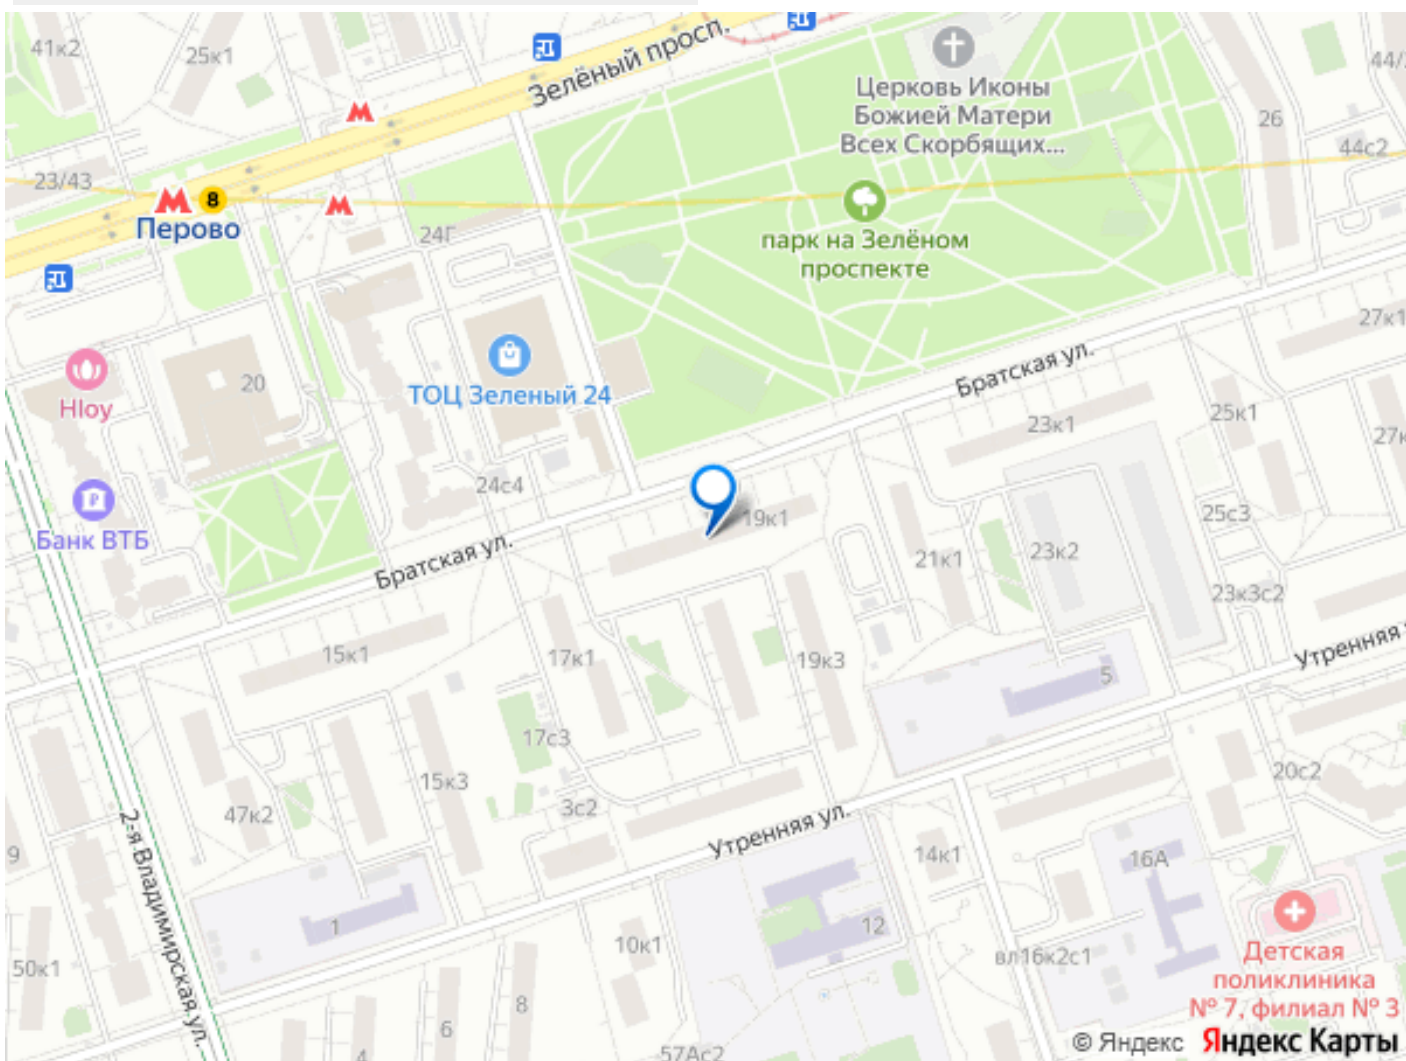 41к2
25к1
Зелёный просп.
Церковь Иконы
Божией Матери
Всех Скорбящих...
26
44/
44с2
23/43
8
Перово
24Г
парк на Зелёном
проспекте
27к1
Братская ул.
20
ТОЦ Зеленый 24
Hloy
23к1
25к1
27к
24с4
Банк ВТБ
19к1
25с3
Братская ул.
21к1
23к2
23к3с2
15к1
17к1
19к3
5
Утренняя
17с3
15к3
3с2
20с2
47к2
2-я Владимирская ул.
Утренняя ул.
9
14к1
16А
1
12
10к1
вл16к2с1
Детская
поликлиника
№ 7, филиал № 3
50к1
8
6
4
57Ас2
© Яндекс Яндекс Карты